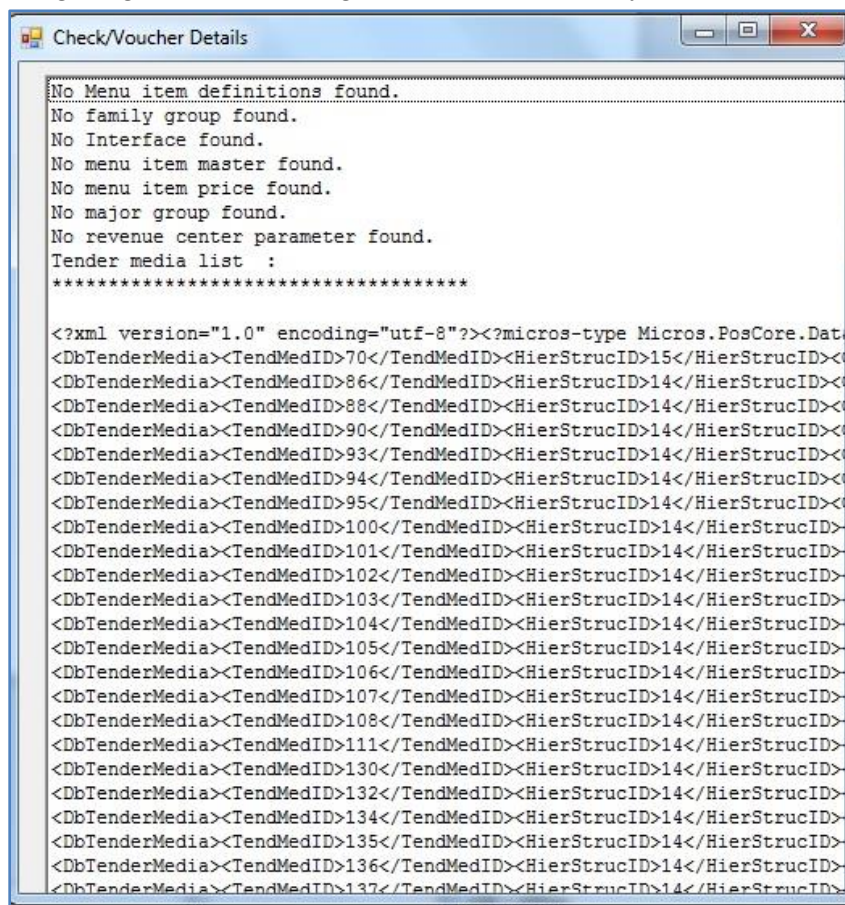 Check/Voucher Details
No Menu item definitions found.
No family group found.
No Interface found.
No menu item master found.
No menu item price found.
No major group found.
No revenue center parameter found.
Tender media list  :
*************************************
<?xml version="1.0" encoding="utf-8"?><?micros-type Micros.PosCore.Data
<DbTenderMedia><TendMedID>70</TendMedID><HierStrucID>15</HierStrucID><
<DbTenderMedia><TendMedID>86</TendMedID><HierStrucID>14</HierStrucID><
<DbTenderMedia><TendMedID>88</TendMedID><HierStrucID>14</HierStrucID><
<DbTenderMedia><TendMedID>90</TendMedID><HierStrucID>14</HierStrucID><
<DbTenderMedia><TendMedID>93</TendMedID><HierStrucID>14</HierStrucID><
<DbTenderMedia><TendMedID>94</TendMedID><HierStrucID>14</HierStrucID><
<DbTenderMedia><TendMedID>95</TendMedID><HierStrucID>14</HierStrucID><
<DbTenderMedia><TendMedID>100</TendMedID><HierStrucID>14</HierStrucID>
<DbTenderMedia><TendMedID>101</TendMedID><HierStrucID>14</HierStrucID>
<DbTenderMedia><TendMedID>102</TendMedID><HierStrucID>14</HierStrucID>
<DbTenderMedia><TendMedID>103</TendMedID><HierStrucID>14</HierStrucID>
<DbTenderMedia><TendMedID>104</TendMedID><HierStrucID>14</HierStrucID>
<DbTenderMedia><TendMedID>105</TendMedID><HierStrucID>14</HierStrucID>
<DbTenderMedia><TendMedID>106</TendMedID><HierStrucID>14</HierStrucID>
<DbTenderMedia><TendMedID>107</TendMedID><HierStrucID>14</HierStrucID>
<DbTenderMedia><TendMedID>108</TendMedID><HierStrucID>14</HierStrucID>
<DbTenderMedia><TendMedID>111</TendMedID><HierStrucID>14</HierStrucID>
<DbTenderMedia><TendMedID>130</TendMedID><HierStrucID>14</HierStrucID>
<DbTenderMedia><TendMedID>132</TendMedID><HierStrucID>14</HierStrucID>
<DbTenderMedia><TendMedID>134</TendMedID><HierStrucID>14</HierStrucID>
<DbTenderMedia><TendMedID>135</TendMedID><HierStrucID>14</HierStrucID>
<DbTenderMedia><TendMedID>136</TendMedID><HierStrucID>14</HierStrucID>
<DbTenderMedia><TendMedID>137</TendMedID><HierStrucID>14</HierStrucID>